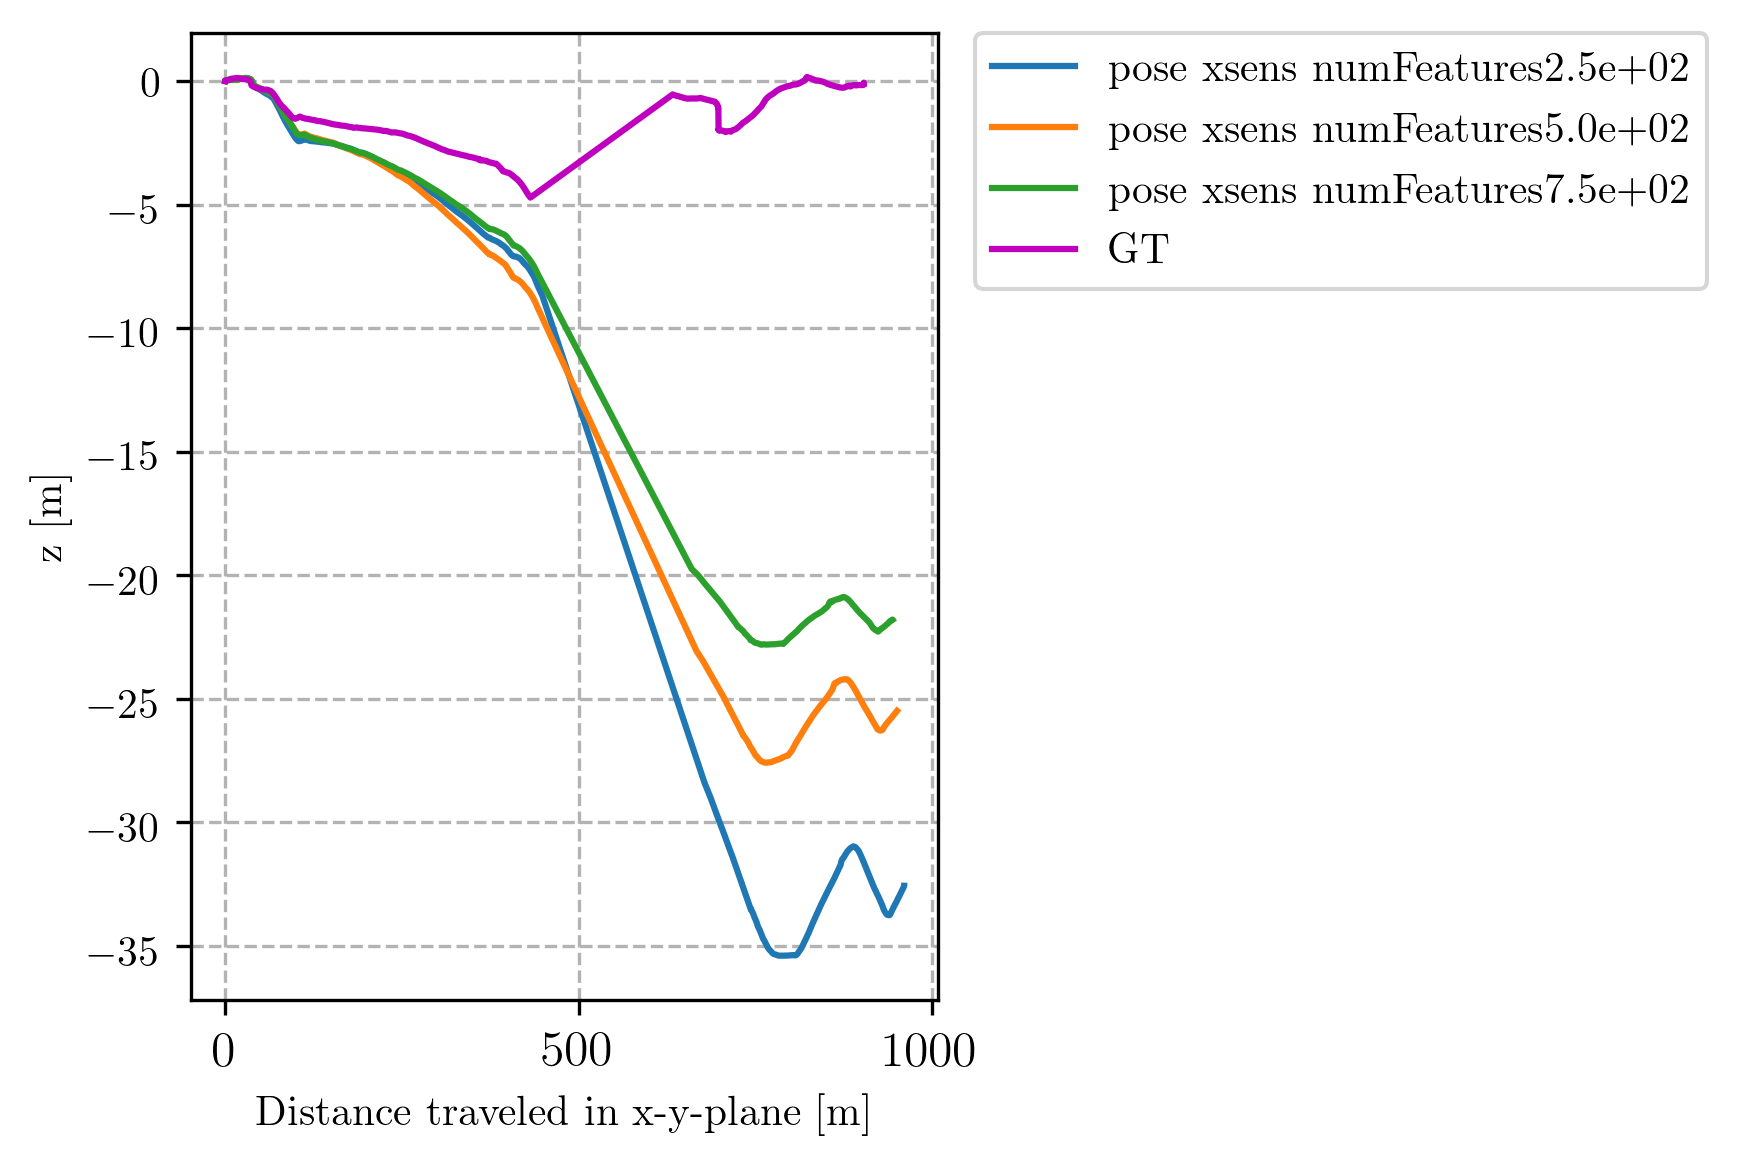 0
−5
−10
−15
−20
−25
−30
−35
z [m]
0
500
1000
Distance traveled in x-y-plane [m]
pose xsens numFeatures2.5e+02
pose xsens numFeatures5.0e+02
pose xsens numFeatures7.5e+02
GT